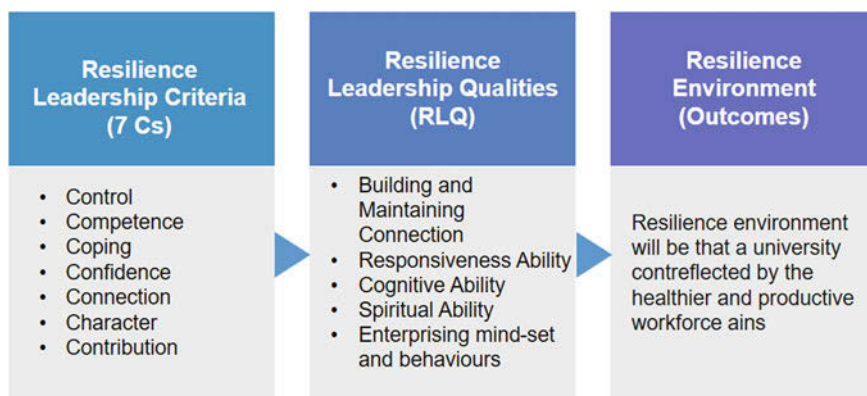 Resilience
Leadership Criteria
(7 Cs)
• Control
• Competence
• Coping
• Confidence
• Connection
• Character
• Contribution
Resilience
Leadership Qualities
(RLQ)
• Building and
Maintaining
Connection
• Responsiveness Ability
• Cognitive Ability
• Spiritual Ability
• Enterprising mind-set
and behaviours
Resilience
Environment
(Outcomes)
Resilience environment
will be that a university
contreflected by the
healthier and productive
workforce ains